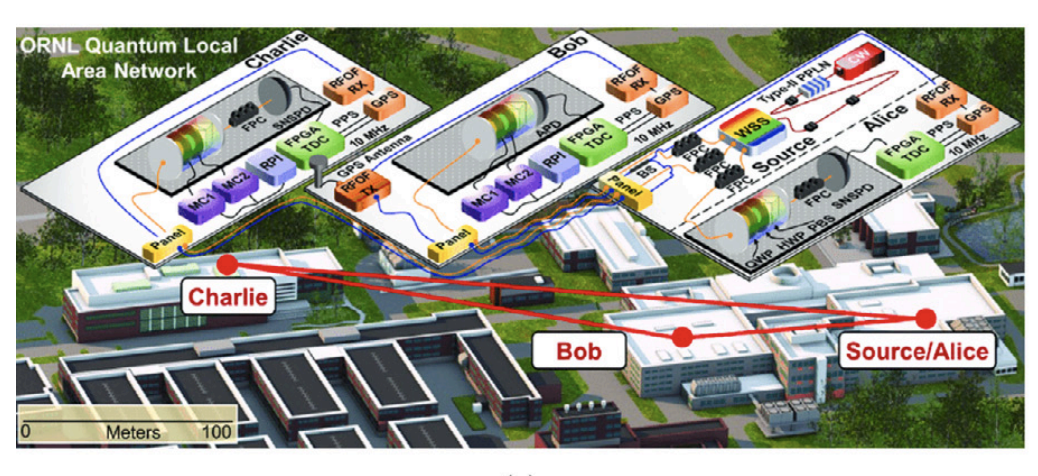 ORNL Quantum Local
Area Network
Charlie
SNSPD
FPC
RFOF
RX
GPS
PPS
10 MHz
FPGA
TDC
RPI
MC2
MC1
Panel
GPS Antenna
RFOF
TX
Bob
APD
RFOF
RX
GPS
PPS
10 MHz
FPGA
TDC
RPI
MC2
MC1
Panel
Type-II PPLN
CW
WSS
FPC
FPC
FPC
BS
Panel
Source
Alice
RFOF
RX
GPS
PPS
10 MHz
FPGA
TDC
SNSPD
FPC
QWP HWP PBS
Charlie
Bob
Source/Alice
0 Meters 100